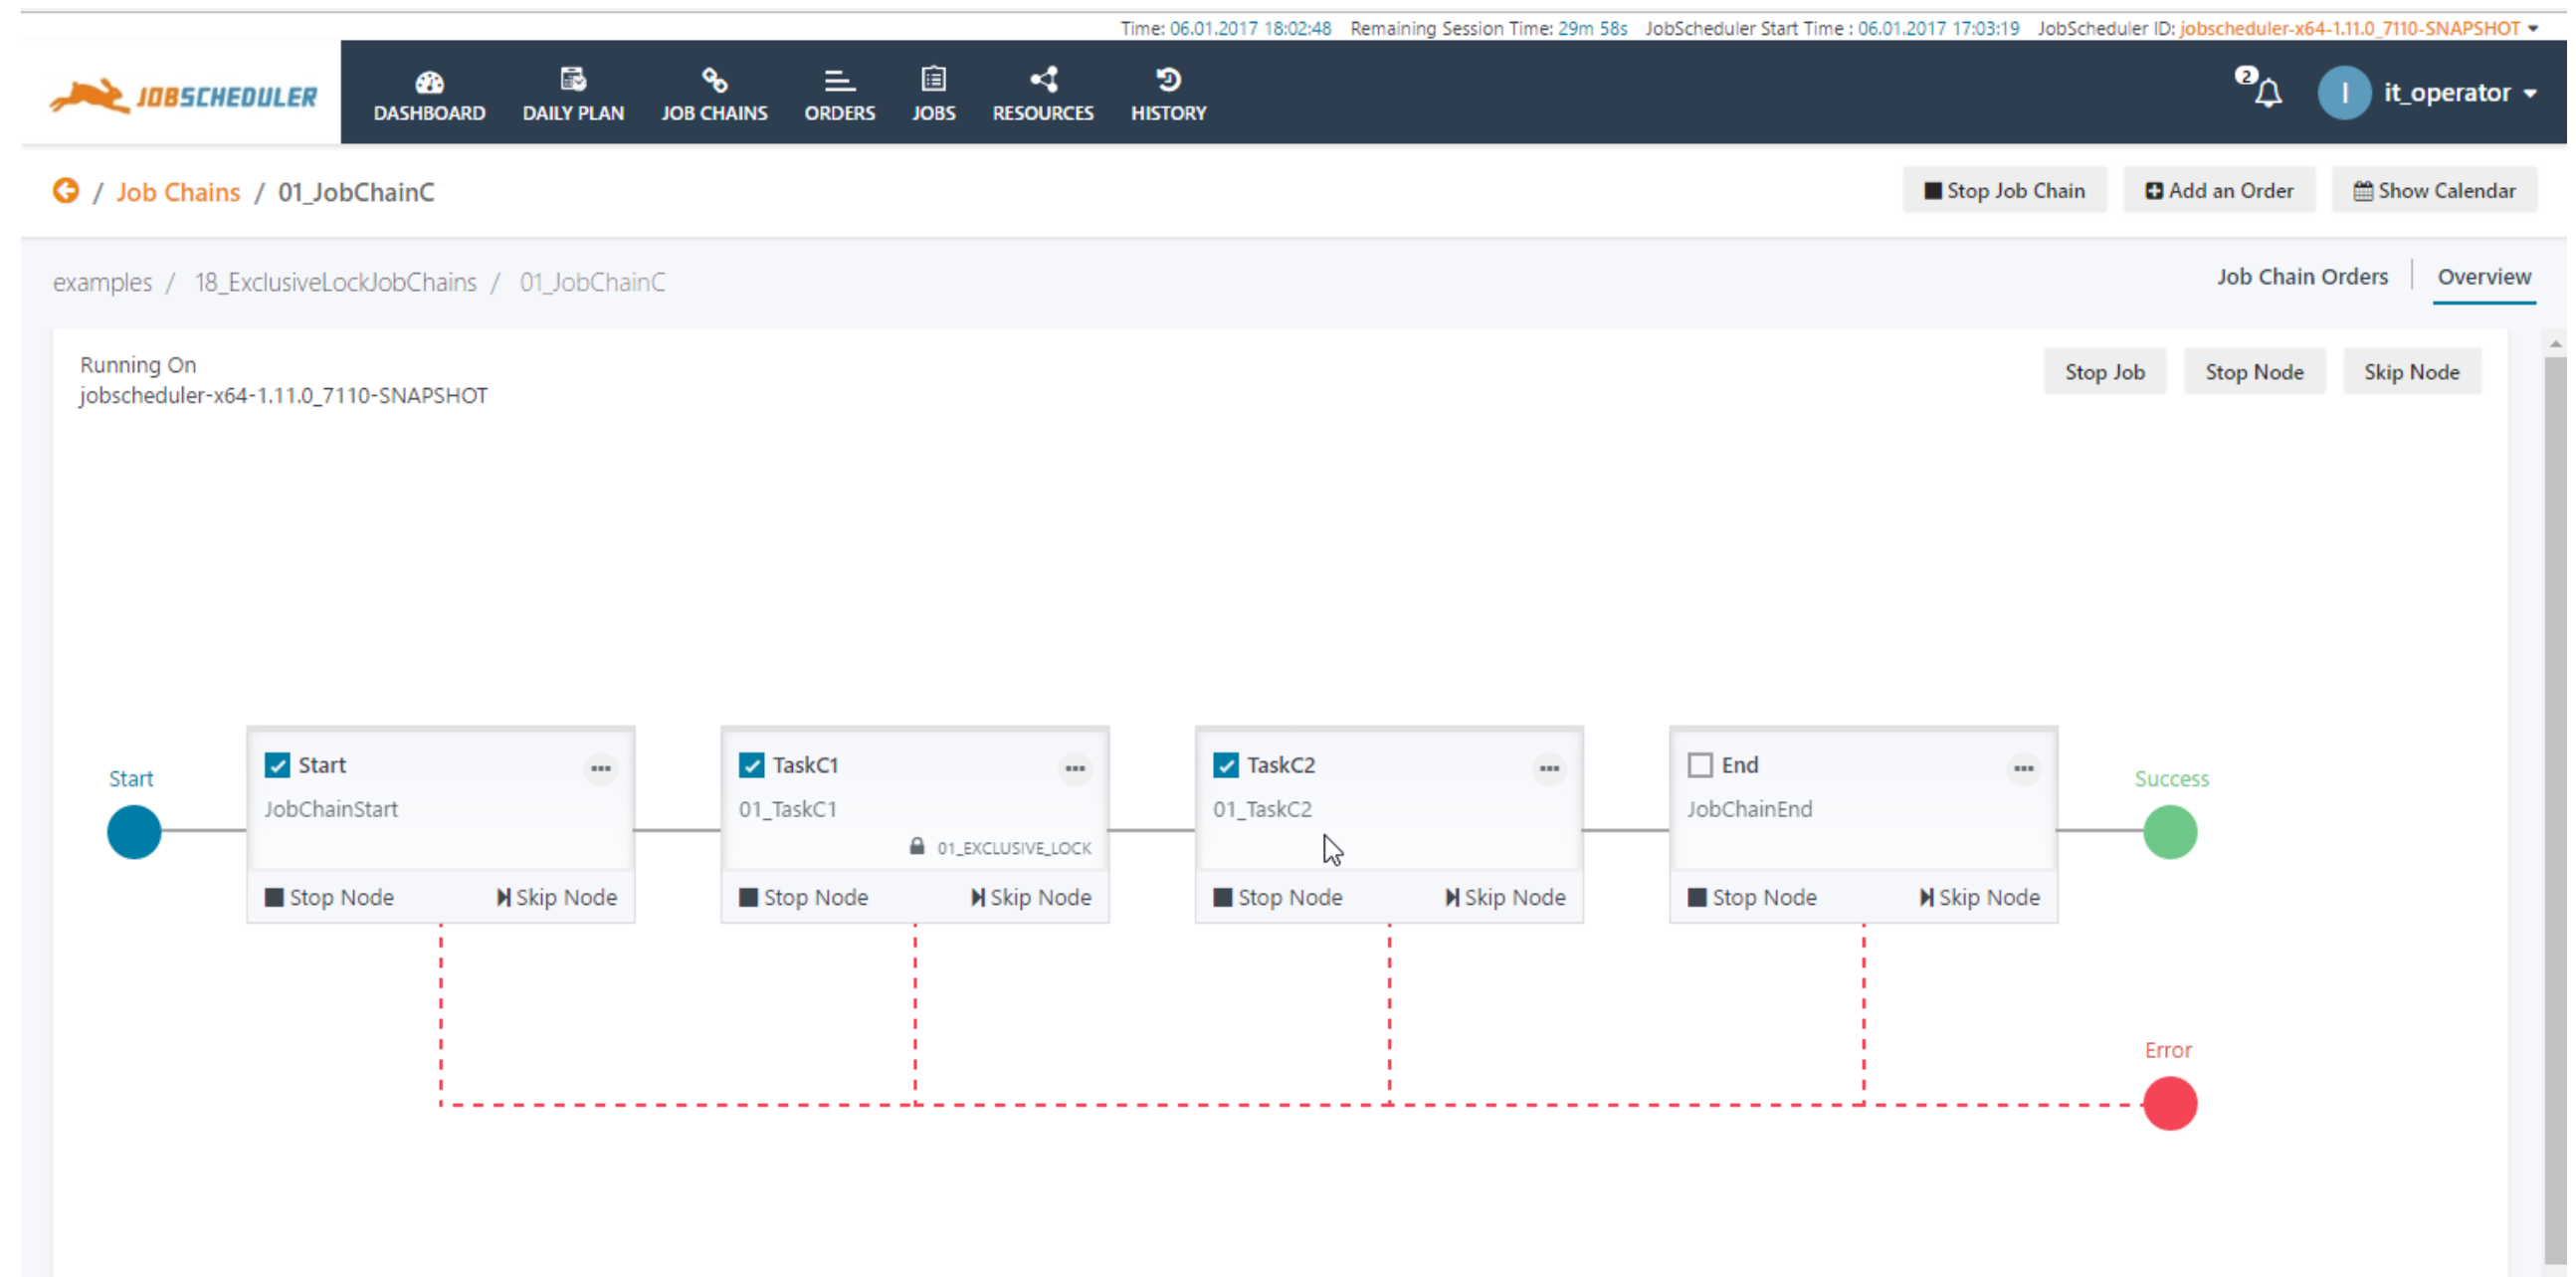 Time: 06.01.2017 18:02:48 Remaining Session Time: 29m 58s JobScheduler Start Time : 06.01.2017 17:03:19 JobScheduler ID: jobscheduler-x64-1.11.0_7110-SNAPSHOT
JOBSCHEDULER
DASHBOARD DAILY PLAN JOB CHAINS ORDERS JOBS RESOURCES HISTORY
2 I it_operator
/ Job Chains / 01_JobChainC
Stop Job Chain Add an Order Show Calendar
examples / 18_ExclusiveLockJobChains / 01_JobChainC
Job Chain Orders Overview
Running On
jobscheduler-x64-1.11.0_7110-SNAPSHOT
Stop Job Stop Node Skip Node
Start
Start
JobChainStart
Stop Node Skip Node
TaskC1
01_TaskC1
01_EXCLUSIVE_LOCK
Stop Node Skip Node
TaskC2
01_TaskC2
Stop Node Skip Node
End
JobChainEnd
Stop Node Skip Node
Success
Error